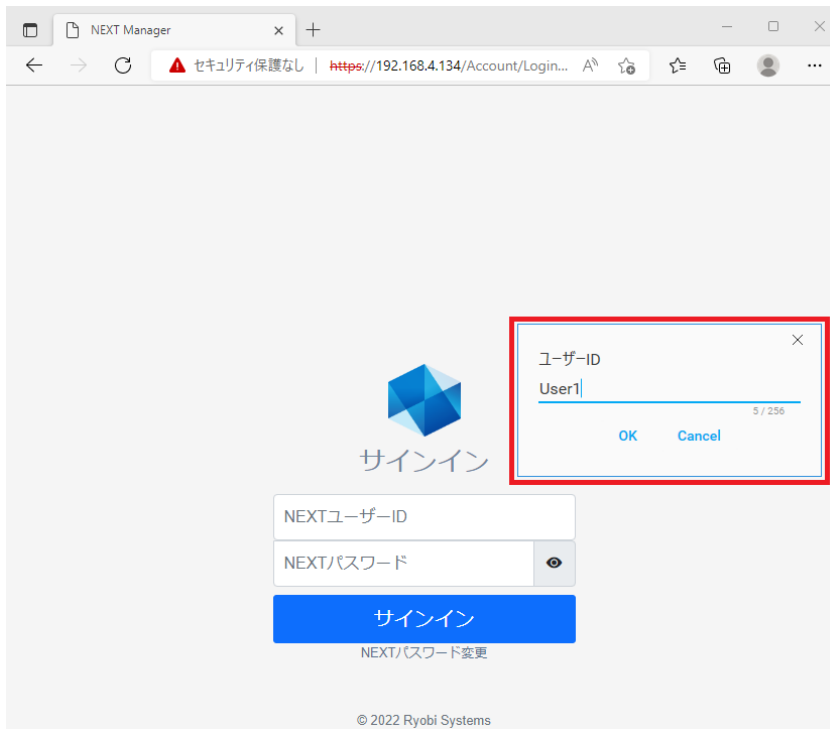 NEXT Manager
セキュリティ保護なし | https://192.168.4.134/Account/Login...
ユーザーID
User1
5 / 256
OK Cancel
サインイン
NEXTユーザーID
NEXTパスワード
サインイン
NEXTパスワード変更
© 2022 Ryobi Systems